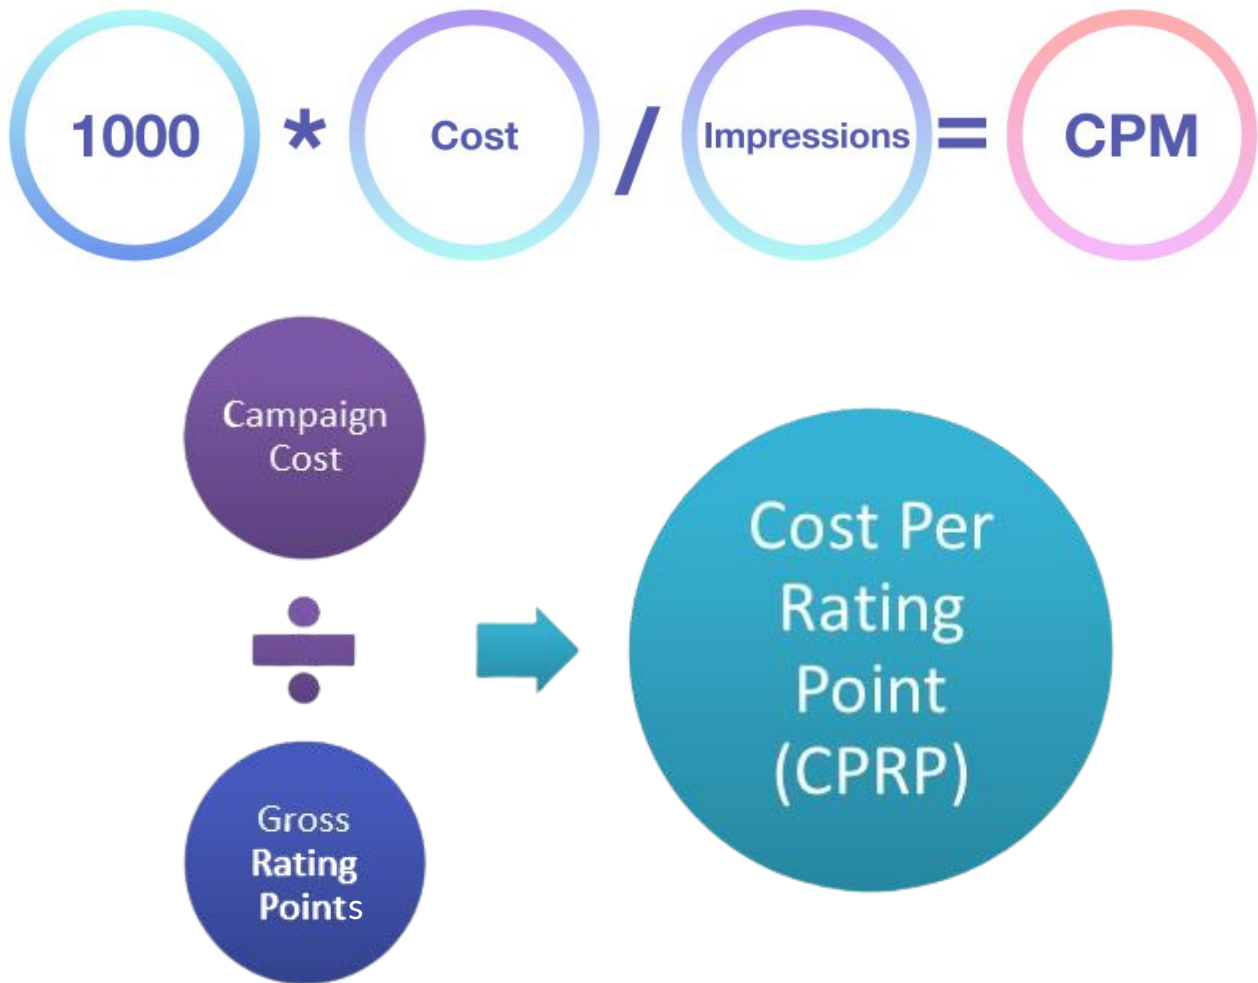 1000 * Cost / Impressions = CPM
Campaign
Cost
÷
Gross
Rating
Points
Cost Per
Rating
Point
(CPRP)